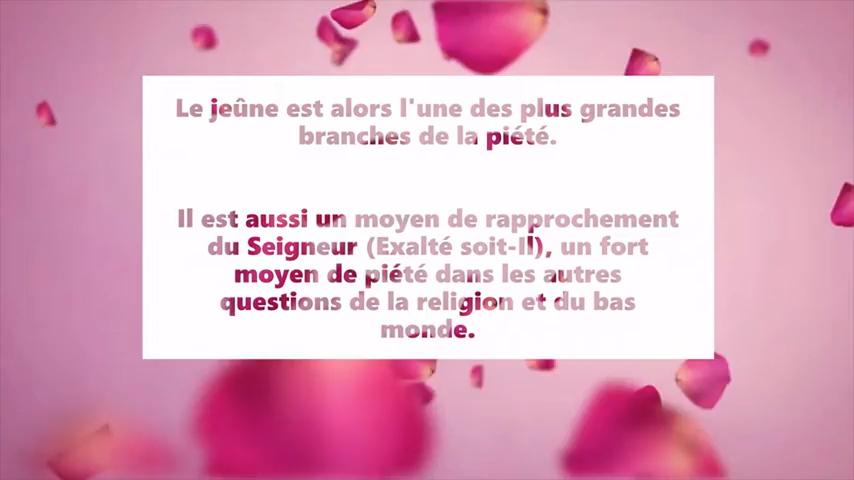 Le jeûne est alors l'une des plus grandes
branches de la piété.
Il est aussi un moyen de rapprochement
du Seigneur (Exalté soit-Il), un fort
moyen de piété dans les autres
questions de la religion et du bas
monde.